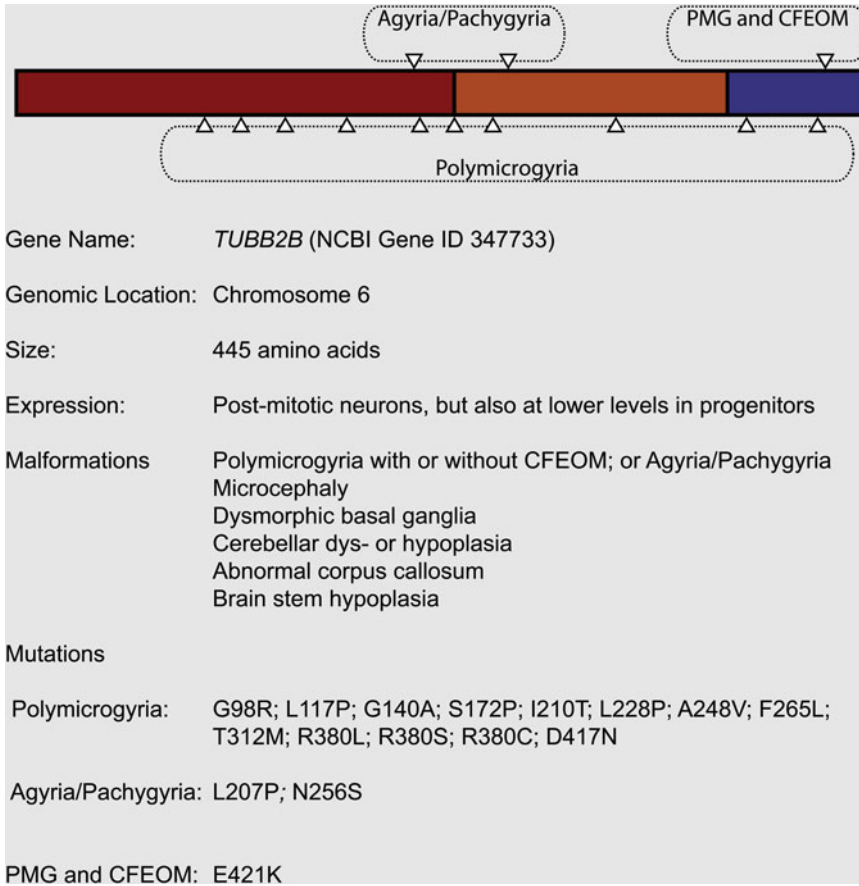 Agyria/Pachygyria
PMG and CFEOM
Polymicrogyria
Gene Name: TUBB2B (NCBI Gene ID 347733)
Genomic Location: Chromosome 6
Size: 445 amino acids
Expression: Post-mitotic neurons, but also at lower levels in progenitors
Malformations Polymicrogyria with or without CFEOM; or Agyria/Pachygyria
Microcephaly
Dysmorphic basal ganglia
Cerebellar dys- or hypoplasia
Abnormal corpus callosum
Brain stem hypoplasia
Mutations
Polymicrogyria: G98R; L117P; G140A; S172P; I210T; L228P; A248V; F265L;
T312M; R380L; R380S; R380C; D417N
Agyria/Pachygyria: L207P; N256S
PMG and CFEOM: E421K